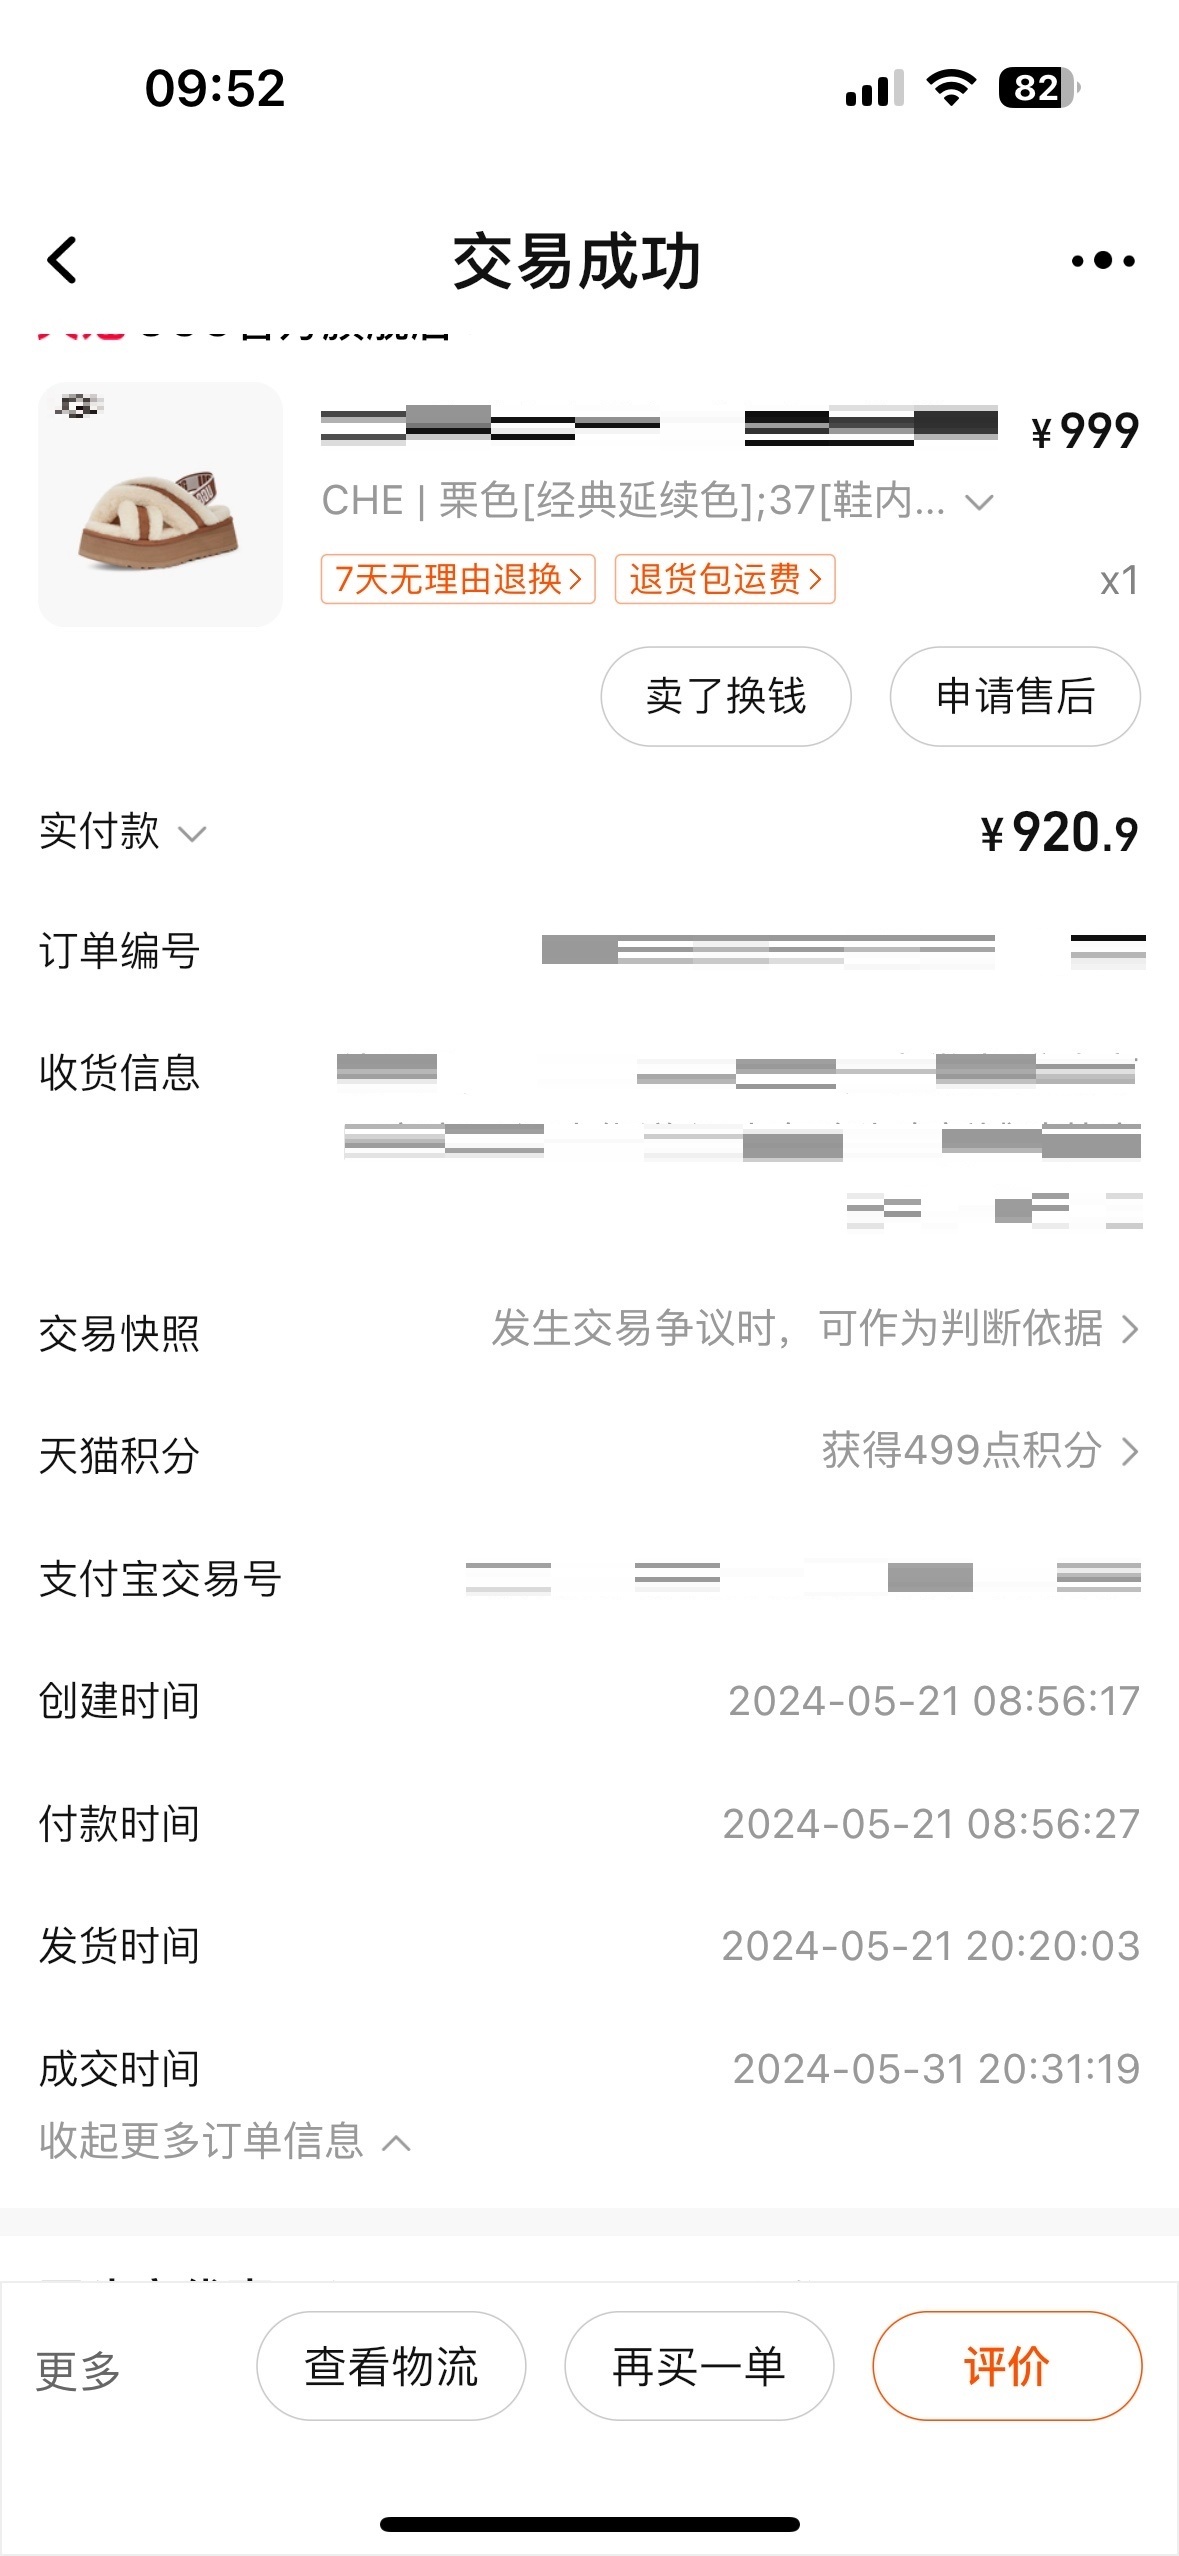 09:52
82
交易成功
¥999
CHE | 栗色[经典延续色];37[鞋内...
7天无理由退换
退货包运费
x1
卖了换钱
申请售后
实付款
¥920.9
订单编号
收货信息
交易快照
发生交易争议时，可作为判断依据
天猫积分
获得499点积分
支付宝交易号
创建时间
2024-05-21 08:56:17
付款时间
2024-05-21 08:56:27
发货时间
2024-05-21 20:20:03
成交时间
2024-05-31 20:31:19
收起更多订单信息
更多
查看物流
再买一单
评价